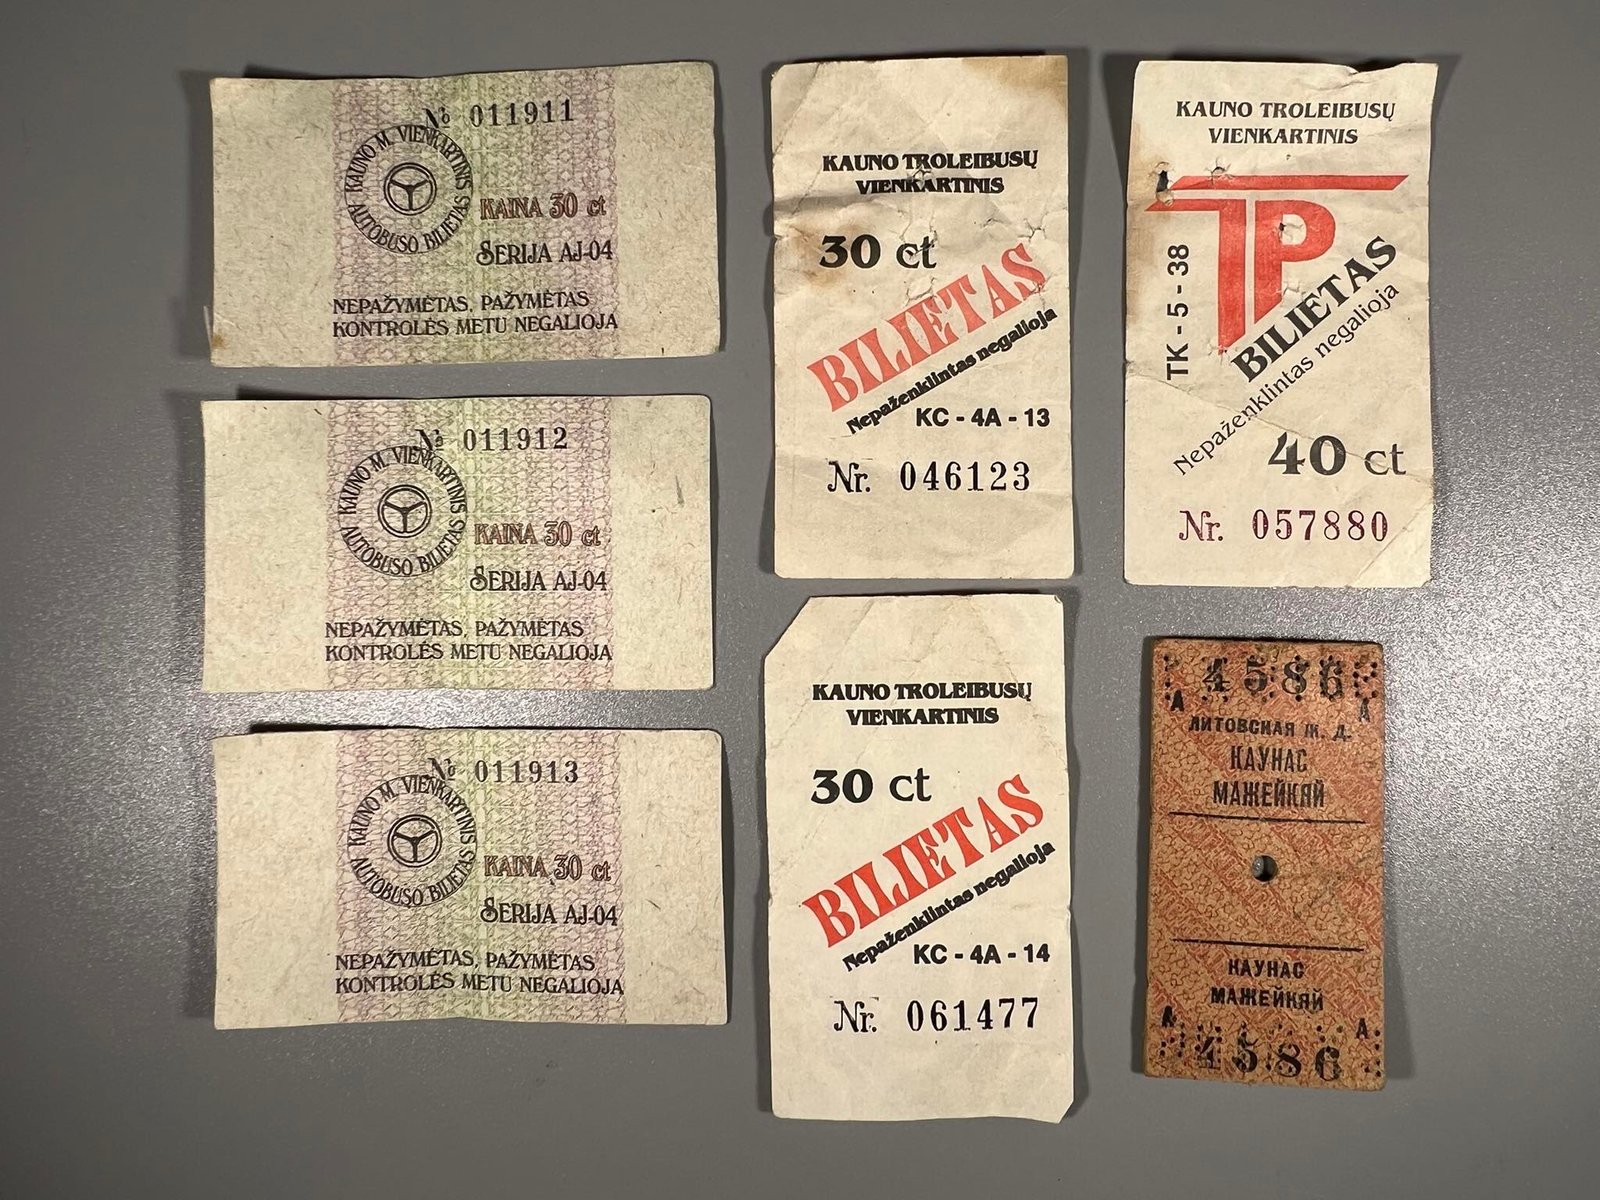 № 011911
KAUNO M. VIENKARTINIS
AUTOBUSO BILIETAS
KAINA 30 ct
SERIJA AJ-04
NEPAŽYMĖTAS, PAŽYMĖTAS
KONTROLĖS METU NEGALIOJA
№ 011912
KAUNO M. VIENKARTINIS
AUTOBUSO BILIETAS
KAINA 30 ct
SERIJA AJ-04
NEPAŽYMĖTAS, PAŽYMĖTAS
KONTROLĖS METU NEGALIOJA
№ 011913
KAUNO M. VIENKARTINIS
AUTOBUSO BILIETAS
KAINA 30 ct
SERIJA AJ-04
NEPAŽYMĖTAS, PAŽYMĖTAS
KONTROLĖS METU NEGALIOJA
KAUNO TROLEIBUSŲ
VIENKARTINIS
30 ct
BILIETAS
Nepaženklintas negalioja
KC - 4A - 13
Nr. 046123
KAUNO TROLEIBUSŲ
VIENKARTINIS
30 ct
BILIETAS
Nepaženklintas negalioja
KC - 4A - 14
Nr. 061477
KAUNO TROLEIBUSŲ
VIENKARTINIS
TP
TK - 5 - 38
BILIETAS
Nepaženklintas negalioja
40 ct
Nr. 057880
4586
А А
ЛИТОВСКАЯ Ж. Д.
КАУНАС
МАЖЕЙКЯЙ
КАУНАС
МАЖЕЙКЯЙ
А А
4586